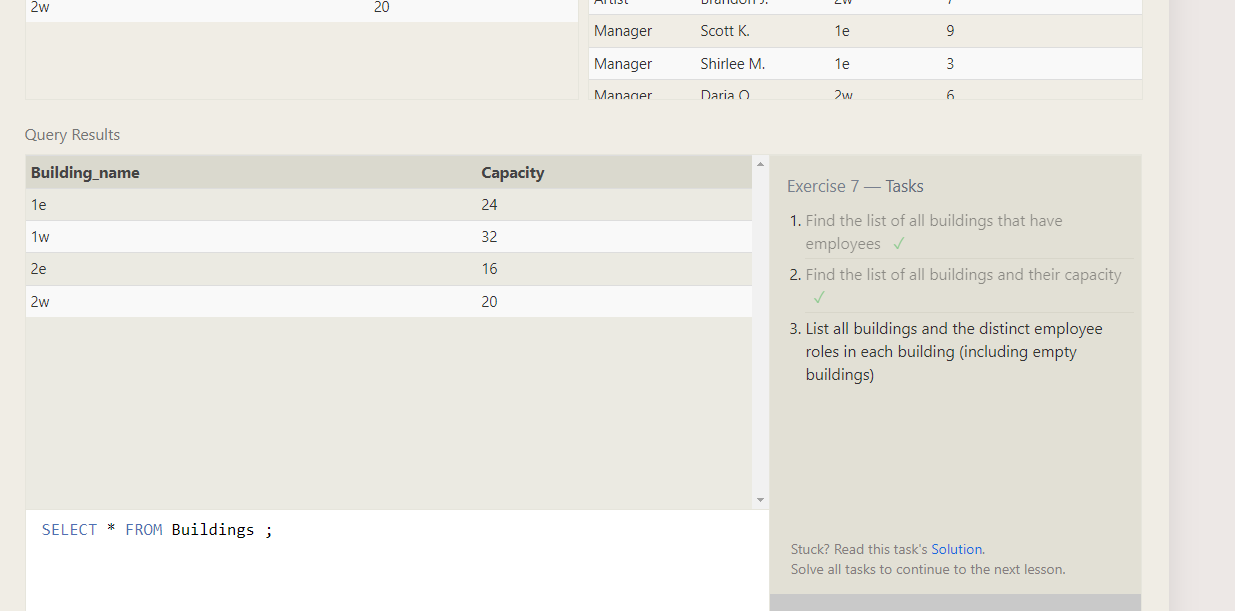 2w 20
Artist Brandon J. 2w 7
Manager Scott K. 1e 9
Manager Shirlee M. 1e 3
Manager Daria O. 2w 6
Query Results
Building_name Capacity
1e 24
1w 32
2e 16
2w 20
Exercise 7 — Tasks
1. Find the list of all buildings that have
employees ✓
2. Find the list of all buildings and their capacity
✓
3. List all buildings and the distinct employee
roles in each building (including empty
buildings)
SELECT * FROM Buildings ;
Stuck? Read this task's Solution.
Solve all tasks to continue to the next lesson.